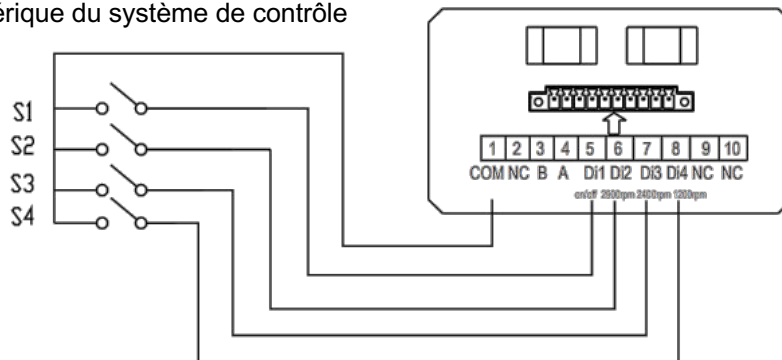 érique du système de contrôle
S1
S2
S3
S4
1 2 3 4 5 6 7 8 9 10
COM NC B A Di1 Di2 Di3 Di4 NC NC
on/off 2900rpm 2400rpm 1200rpm